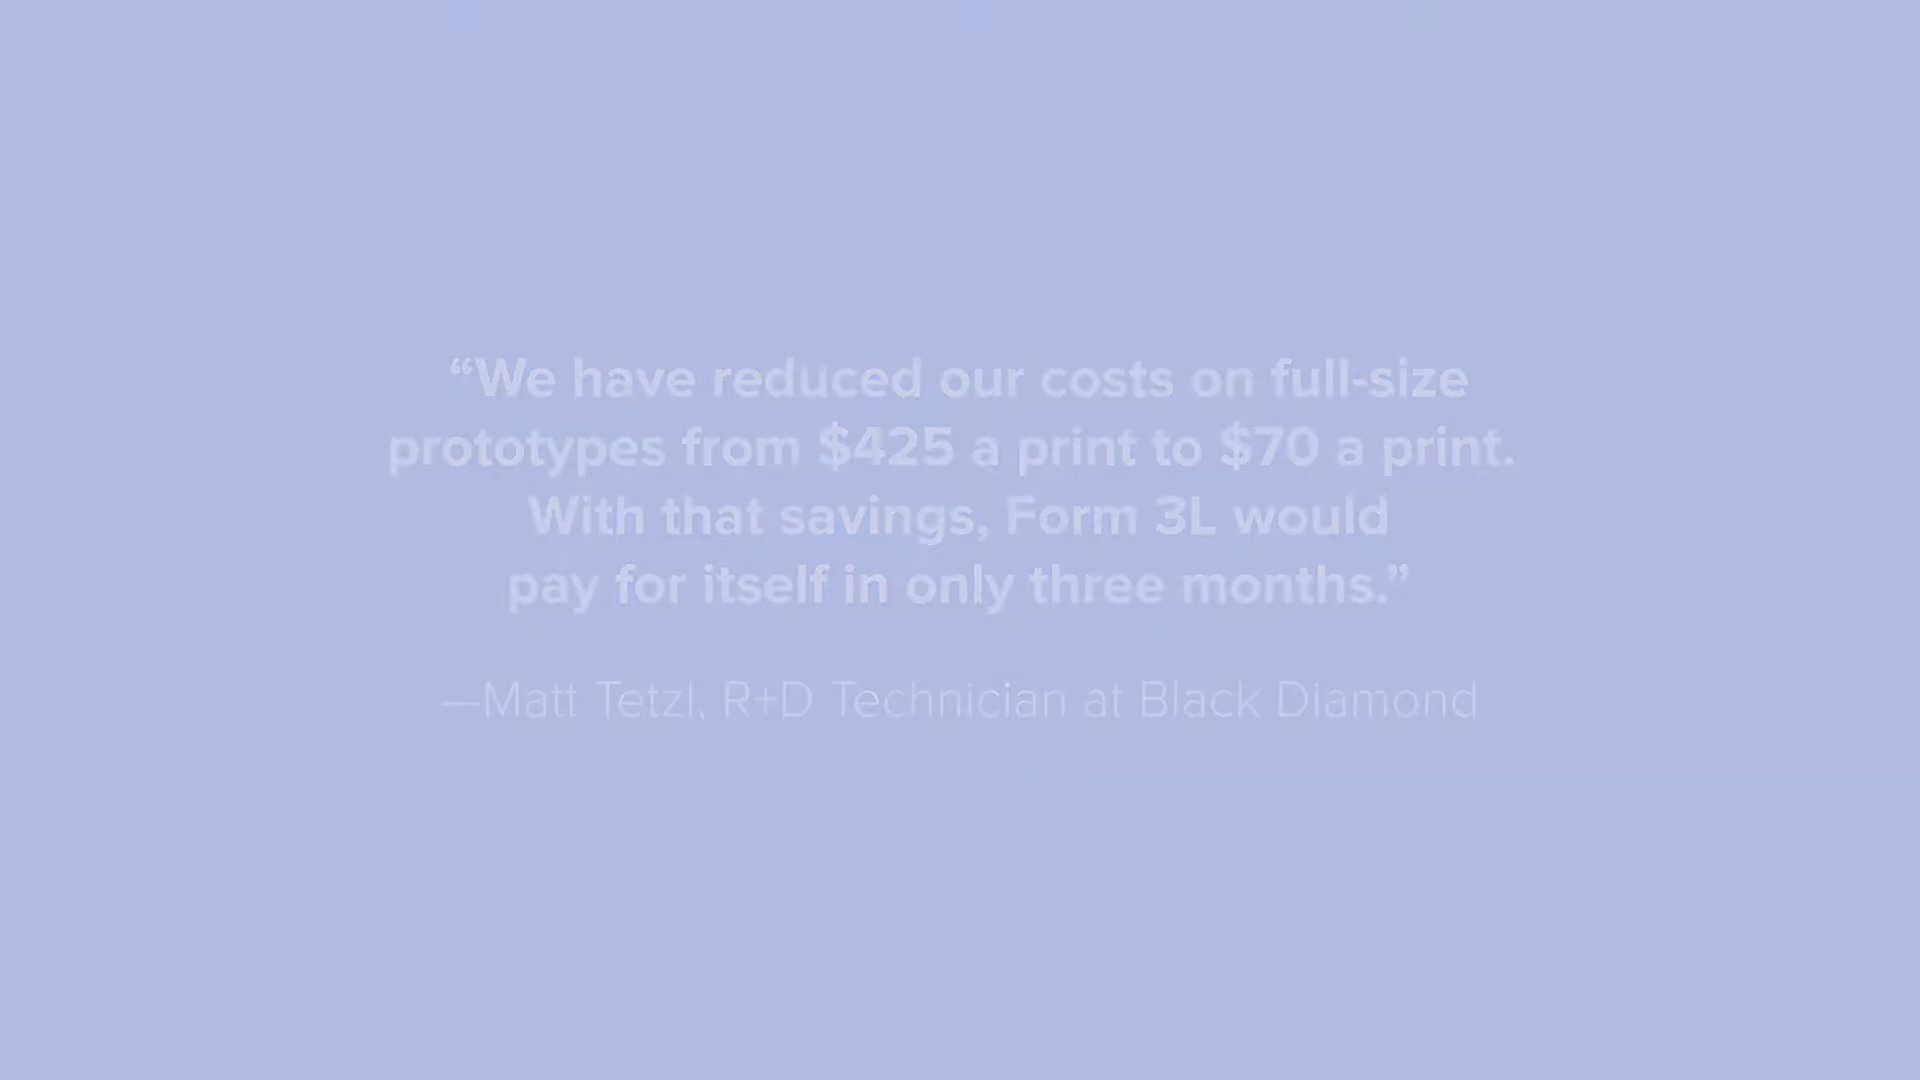 “We have reduced our costs on full-size
prototypes from $425 a print to $70 a print.
With that savings, Form 3L would
pay for itself in only three months.”
—Matt Tetzl, R+D Technician at Black Diamond